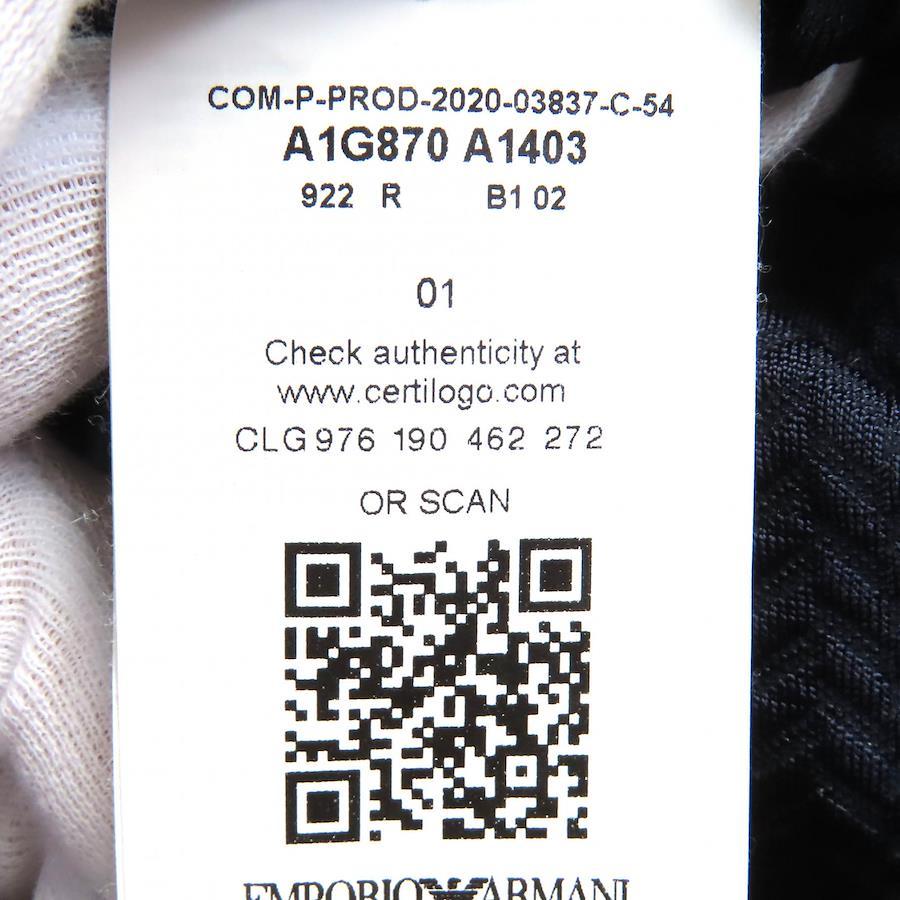 COM-P-PROD-2020-03837-C-54
A1G870 A1403
922 R B1 02
01
Check authenticity at
www.certilogo.com
CLG 976 190 462 272
OR SCAN
EMPORIO ARMANI